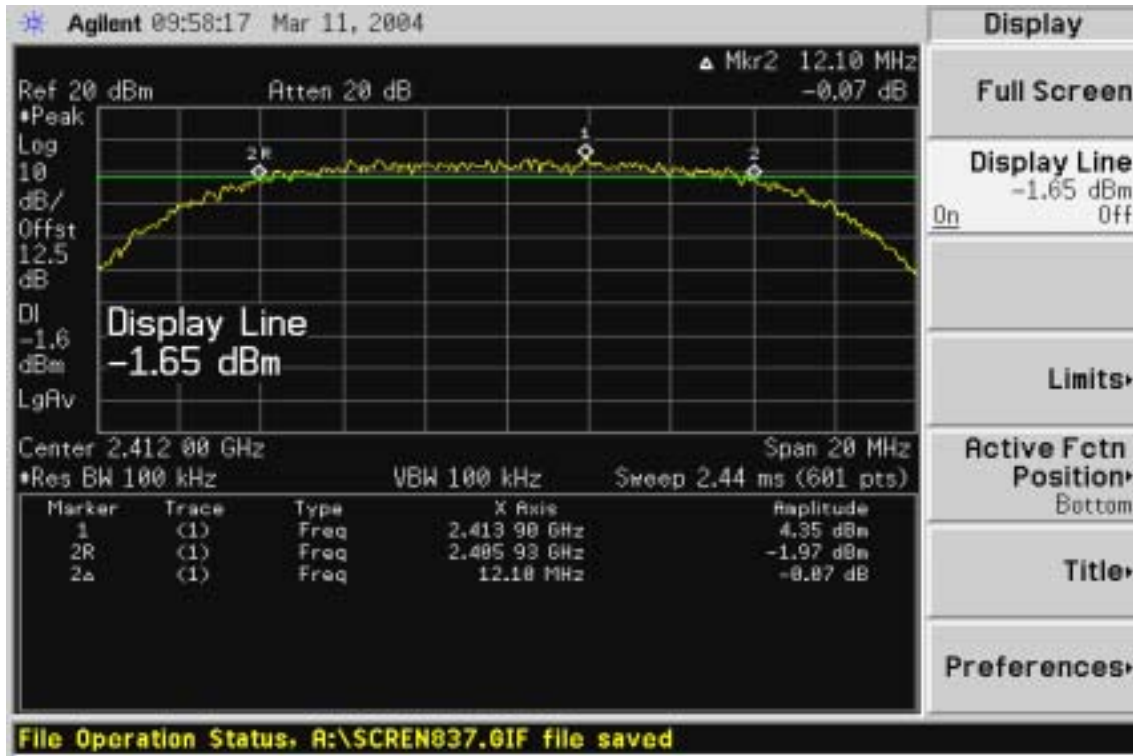 Agilent 09:58:17 Mar 11, 2004
Display
Δ Mkr2 12.10 MHz
Ref 20 dBm Atten 20 dB -0.07 dB
Full Screen
#Peak
Log
10
dB/
Offst
12.5
dB
DI
-1.6
dBm
LgAv
2R
1
2
Display Line
-1.65 dBm
Display Line
-1.65 dBm
On Off
Limits
Center 2.412 00 GHz Span 20 MHz
#Res BW 100 kHz VBW 100 kHz Sweep 2.44 ms (601 pts)
Active Fctn
Position
Bottom
Marker Trace Type X Axis Amplitude
1 (1) Freq 2.413 90 GHz 4.35 dBm
2R (1) Freq 2.405 93 GHz -1.97 dBm
2Δ (1) Freq 12.10 MHz -0.07 dB
Title
Preferences
File Operation Status, A:\SCREN837.GIF file saved